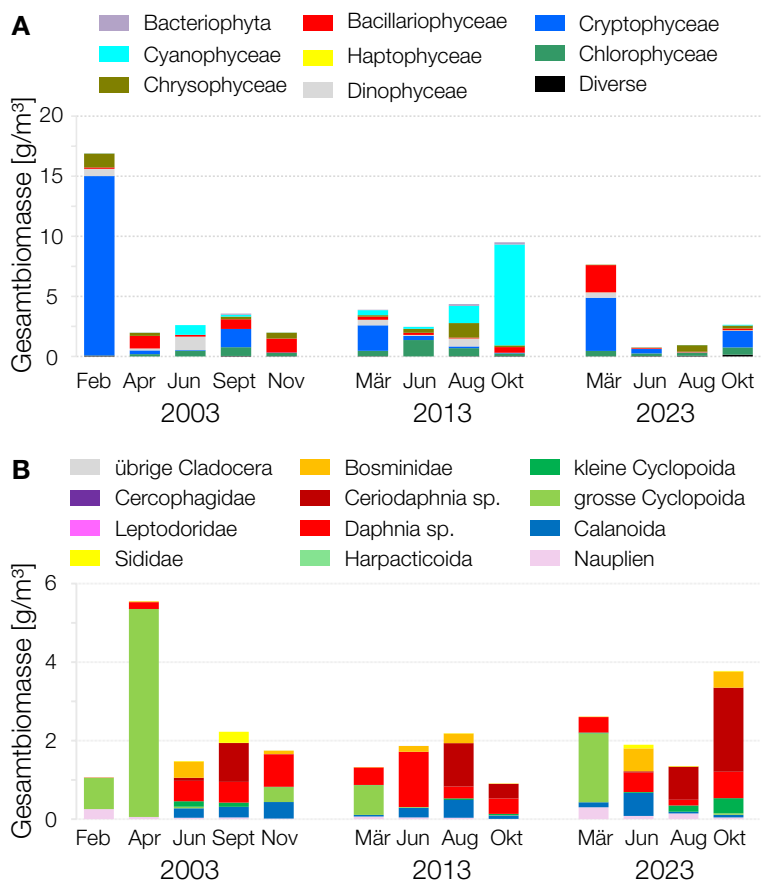 A
Bacteriophyta Bacillariophyceae Cryptophyceae
Cyanophyceae Haptophyceae Chlorophyceae
Chrysophyceae Dinophyceae Diverse
Gesamtbiomasse [g/m³]
20
15
10
5
0
Feb Apr Jun Sept Nov Mär Jun Aug Okt Mär Jun Aug Okt
2003 2013 2023
B
übrige Cladocera Bosminidae kleine Cyclopoida
Cercophagidae Ceriodaphnia sp. grosse Cyclopoida
Leptodoridae Daphnia sp. Calanoida
Sididae Harpacticoida Nauplien
Gesamtbiomasse [g/m³]
6
4
2
0
Feb Apr Jun Sept Nov Mär Jun Aug Okt Mär Jun Aug Okt
2003 2013 2023